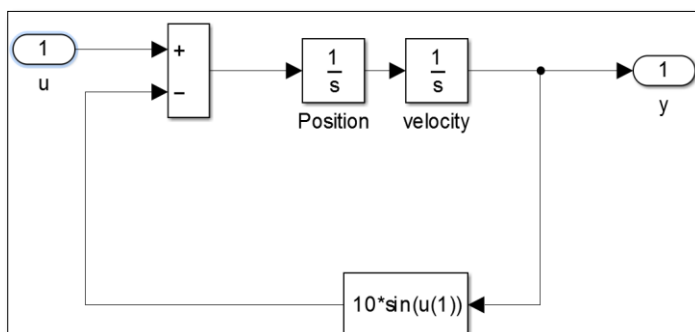 1
u
+
−
1
s
Position
1
s
velocity
1
y
10*sin(u(1))